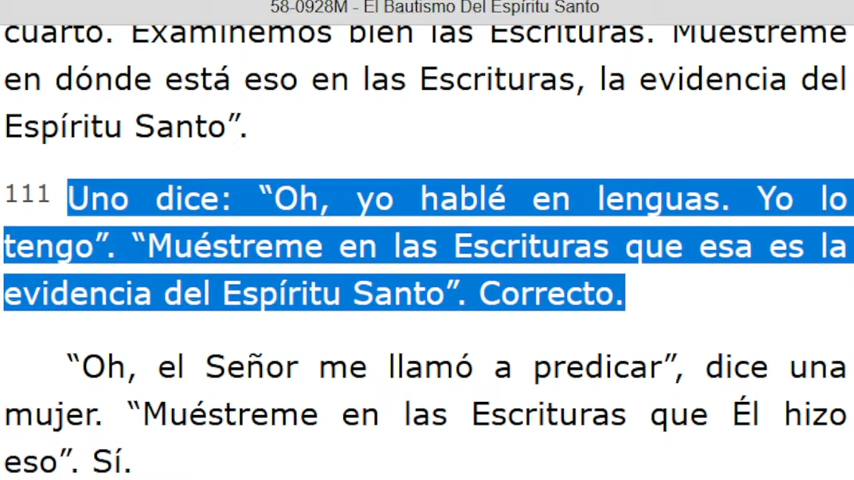 58-0928M - El Bautismo Del Espíritu Santo
cuarto. Examinemos bien las Escrituras. Muéstreme
en dónde está eso en las Escrituras, la evidencia del
Espíritu Santo”.
111 Uno dice: “Oh, yo hablé en lenguas. Yo lo
tengo”. “Muéstreme en las Escrituras que esa es la
evidencia del Espíritu Santo”. Correcto.
“Oh, el Señor me llamó a predicar”, dice una
mujer. “Muéstreme en las Escrituras que Él hizo
eso”. Sí.